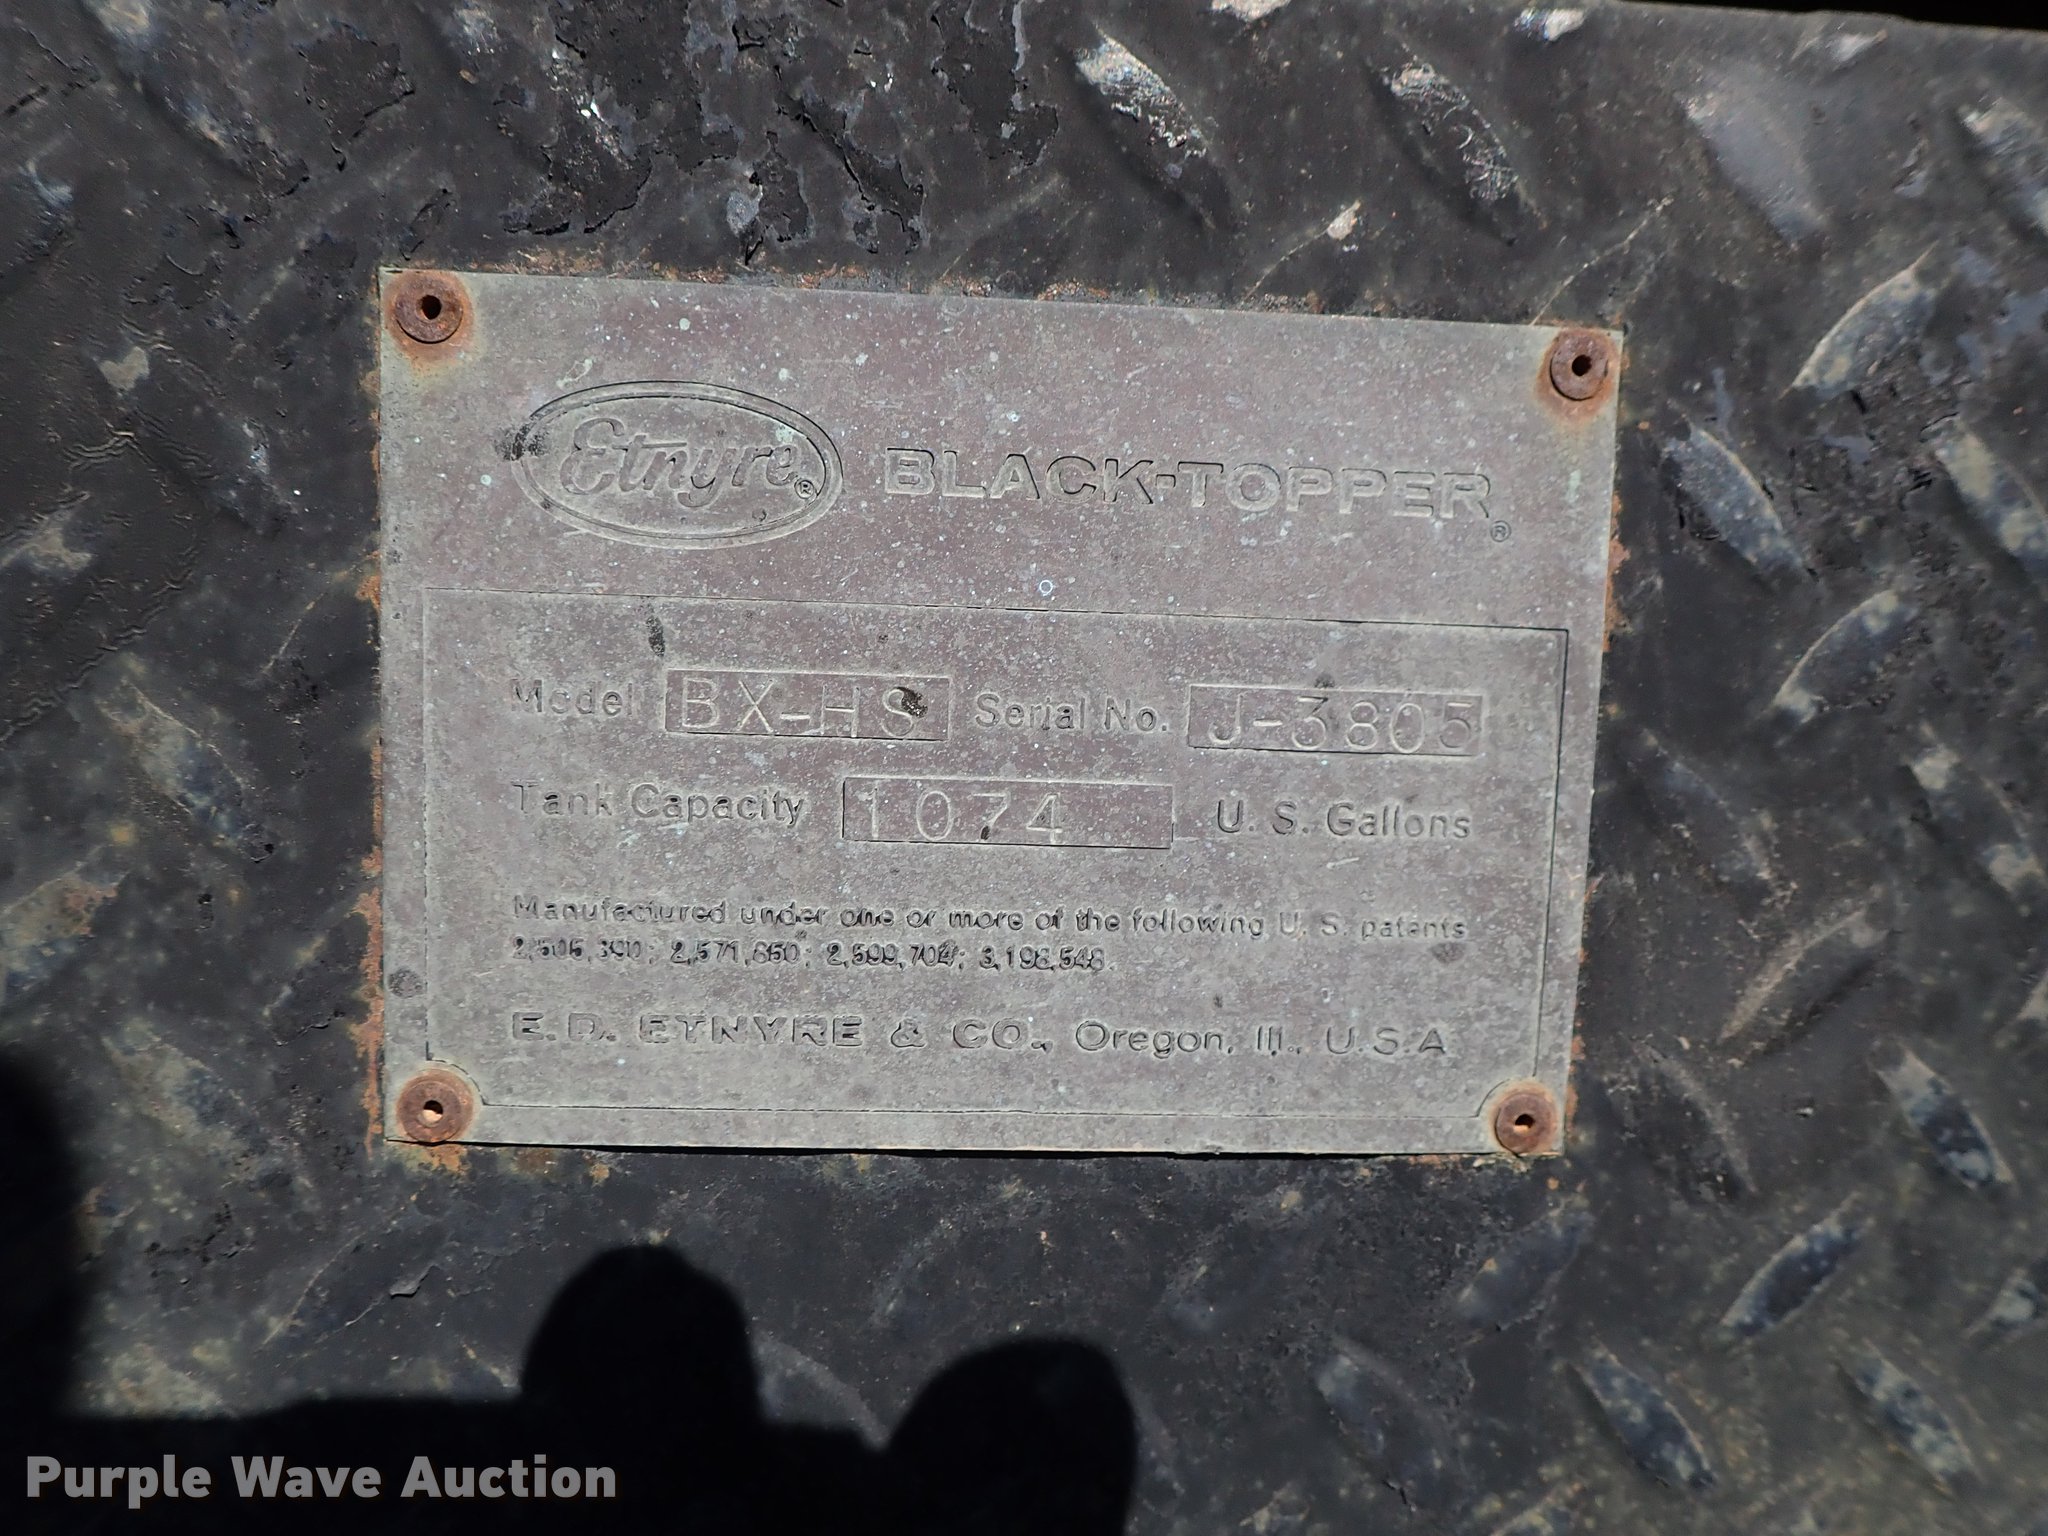 Etnyre® BLACK-TOPPER®
Model BX-HS Serial No. J-3805
Tank Capacity 1074 U. S. Gallons
Manufactured under one or more of the following U. S. patents
2,505,390; 2,571,850; 2,599,704; 3,198,548.
E. D. ETNYRE & CO., Oregon, Ill., U.S.A
Purple Wave Auction